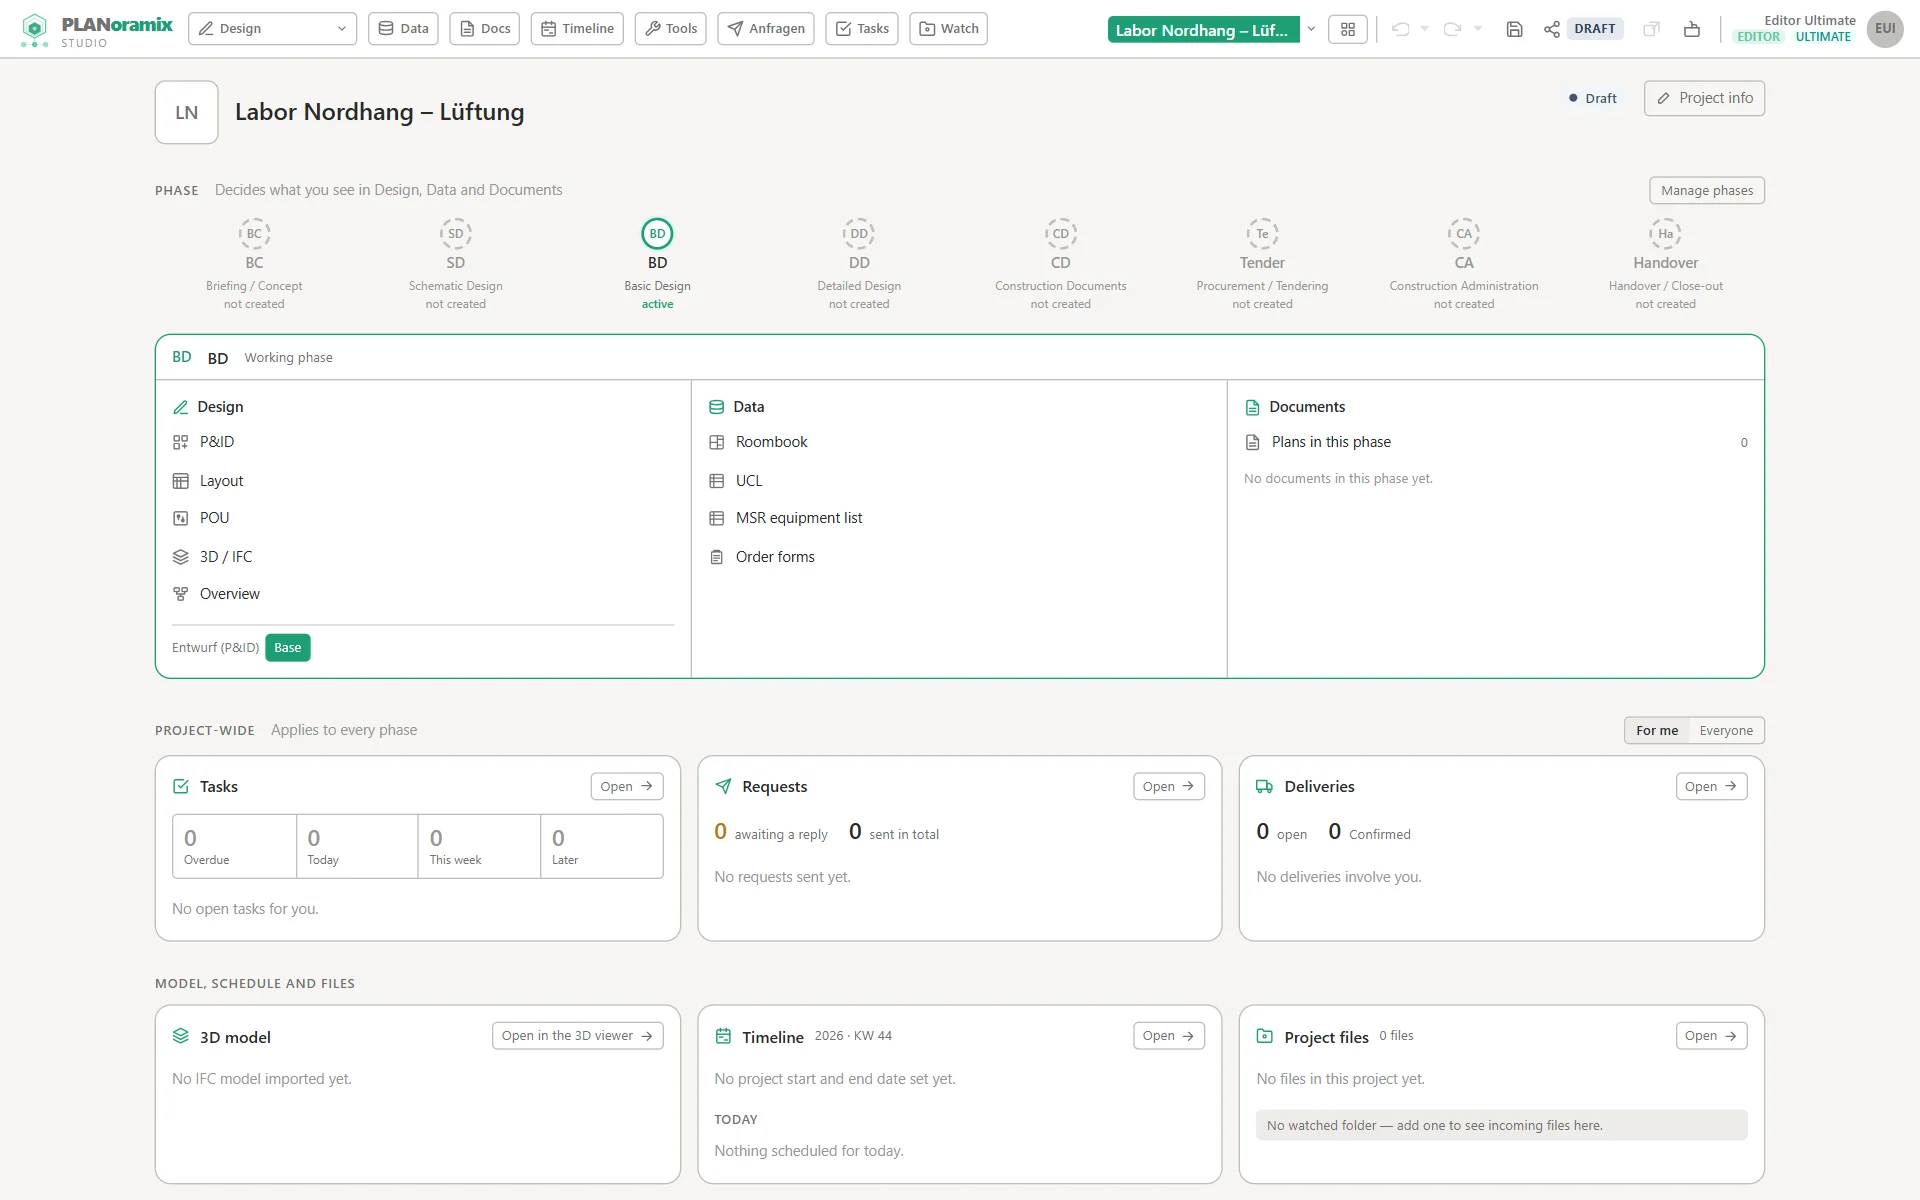 PLANoramix
STUDIO
Design
Data
Docs
Timeline
Tools
Anfragen
Tasks
Watch
Labor Nordhang – Lüf...
DRAFT
Editor Ultimate
EDITOR ULTIMATE
EUI
LN
Labor Nordhang – Lüftung
Draft
Project info
PHASE Decides what you see in Design, Data and Documents
Manage phases
BC
BC
Briefing / Concept
not created
SD
SD
Schematic Design
not created
BD
BD
Basic Design
active
DD
DD
Detailed Design
not created
CD
CD
Construction Documents
not created
Te
Tender
Procurement / Tendering
not created
CA
CA
Construction Administration
not created
Ha
Handover
Handover / Close-out
not created
BD BD Working phase
Design
P&ID
Layout
POU
3D / IFC
Overview
Entwurf (P&ID) Base
Data
Roombook
UCL
MSR equipment list
Order forms
Documents
Plans in this phase 0
No documents in this phase yet.
PROJECT-WIDE Applies to every phase
For me Everyone
Tasks
Open
0
Overdue
0
Today
0
This week
0
Later
No open tasks for you.
Requests
Open
0 awaiting a reply 0 sent in total
No requests sent yet.
Deliveries
Open
0 open 0 Confirmed
No deliveries involve you.
MODEL, SCHEDULE AND FILES
3D model
Open in the 3D viewer
No IFC model imported yet.
Timeline 2026 · KW 44
Open
No project start and end date set yet.
TODAY
Nothing scheduled for today.
Project files 0 files
Open
No files in this project yet.
No watched folder — add one to see incoming files here.